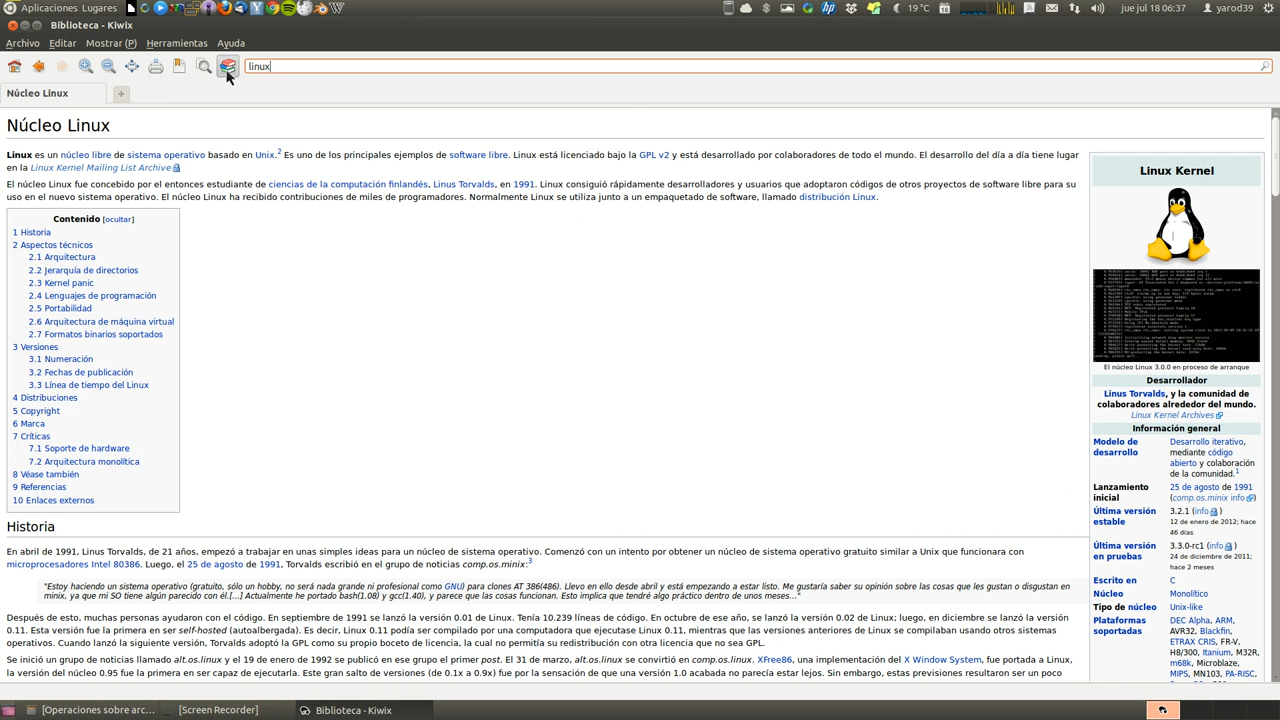 Aplicaciones Lugares
19°C
jue jul 18 06:37
yarod39
Biblioteca - Kiwix
Archivo Editar Mostrar (P) Herramientas Ayuda
linux
Núcleo Linux
Núcleo Linux
Linux es un núcleo libre de sistema operativo basado en Unix.2 Es uno de los principales ejemplos de software libre. Linux está licenciado bajo la GPL v2 y está desarrollado por colaboradores de todo el mundo. El desarrollo del día a día tiene lugar
en la Linux Kernel Mailing List Archive
El núcleo Linux fue concebido por el entonces estudiante de ciencias de la computación finlandés, Linus Torvalds, en 1991. Linux consiguió rápidamente desarrolladores y usuarios que adoptaron códigos de otros proyectos de software libre para su
uso en el nuevo sistema operativo. El núcleo Linux ha recibido contribuciones de miles de programadores. Normalmente Linux se utiliza junto a un empaquetado de software, llamado distribución Linux.
Contenido [ocultar]
1 Historia
2 Aspectos técnicos
2.1 Arquitectura
2.2 Jerarquía de directorios
2.3 Kernel panic
2.4 Lenguajes de programación
2.5 Portabilidad
2.6 Arquitectura de máquina virtual
2.7 Formatos binarios soportados
3 Versiones
3.1 Numeración
3.2 Fechas de publicación
3.3 Línea de tiempo del Linux
4 Distribuciones
5 Copyright
6 Marca
7 Críticas
7.1 Soporte de hardware
7.2 Arquitectura monolítica
8 Véase también
9 Referencias
10 Enlaces externos
Historia
En abril de 1991, Linus Torvalds, de 21 años, empezó a trabajar en unas simples ideas para un núcleo de sistema operativo. Comenzó con un intento por obtener un núcleo de sistema operativo gratuito similar a Unix que funcionara con
microprocesadores Intel 80386. Luego, el 25 de agosto de 1991, Torvalds escribió en el grupo de noticias comp.os.minix:3
"Estoy haciendo un sistema operativo (gratuito, sólo un hobby, no será nada grande ni profesional como GNU) para clones AT 386(486). Llevo en ello desde abril y está empezando a estar listo. Me gustaría saber su opinión sobre las cosas que les gustan o disgustan en
minix, ya que mi SO tiene algún parecido con él.[...] Actualmente he portado bash(1.08) y gcc(1.40), y parece que las cosas funcionan. Esto implica que tendré algo práctico dentro de unos meses..."
Después de esto, muchas personas ayudaron con el código. En septiembre de 1991 se lanzó la versión 0.01 de Linux. Tenía 10.239 líneas de código. En octubre de ese año, se lanzó la versión 0.02 de Linux; luego, en diciembre se lanzó la versión
0.11. Esta versión fue la primera en ser self-hosted (autoalbergada). Es decir, Linux 0.11 podía ser compilado por una computadora que ejecutase Linux 0.11, mientras que las versiones anteriores de Linux se compilaban usando otros sistemas
operativos. Cuando lanzó la siguiente versión, Torvalds adoptó la GPL como su propio boceto de licencia, la cual no permitía su redistribución con otra licencia que no sea GPL.
Se inició un grupo de noticias llamado alt.os.linux y el 19 de enero de 1992 se publicó en ese grupo el primer post. El 31 de marzo, alt.os.linux se convirtió en comp.os.linux. XFree86, una implementación del X Window System, fue portada a Linux,
la versión del núcleo 0.95 fue la primera en ser capaz de ejecutarla. Este gran salto de versiones (de 0.1x a 0.9x) fue por la sensación de que una versión 1.0 acabada no parecía estar lejos. Sin embargo, estas previsiones resultaron ser un poco
Linux Kernel
El núcleo Linux 3.0.0 en proceso de arranque
Desarrollador
Linus Torvalds, y la comunidad de
colaboradores alrededor del mundo.
Linux Kernel Archives
Información general
Modelo de desarrollo
Desarrollo iterativo,
mediante código
abierto y colaboración
de la comunidad.1
Lanzamiento inicial
25 de agosto de 1991
(comp.os.minix info)
Última versión estable
3.2.1 (info)
12 de enero de 2012; hace
46 días
Última versión en pruebas
3.3.0-rc1 (info)
24 de diciembre de 2011;
hace 2 meses
Escrito en C
Núcleo Monolítico
Tipo de núcleo Unix-like
Plataformas soportadas
DEC Alpha, ARM,
AVR32, Blackfin,
ETRAX CRIS, FR-V,
H8/300, Itanium, M32R,
m68k, Microblaze,
MIPS, MN103, PA-RISC,
[Operaciones sobre arc...
[Screen Recorder]
Biblioteca - Kiwix